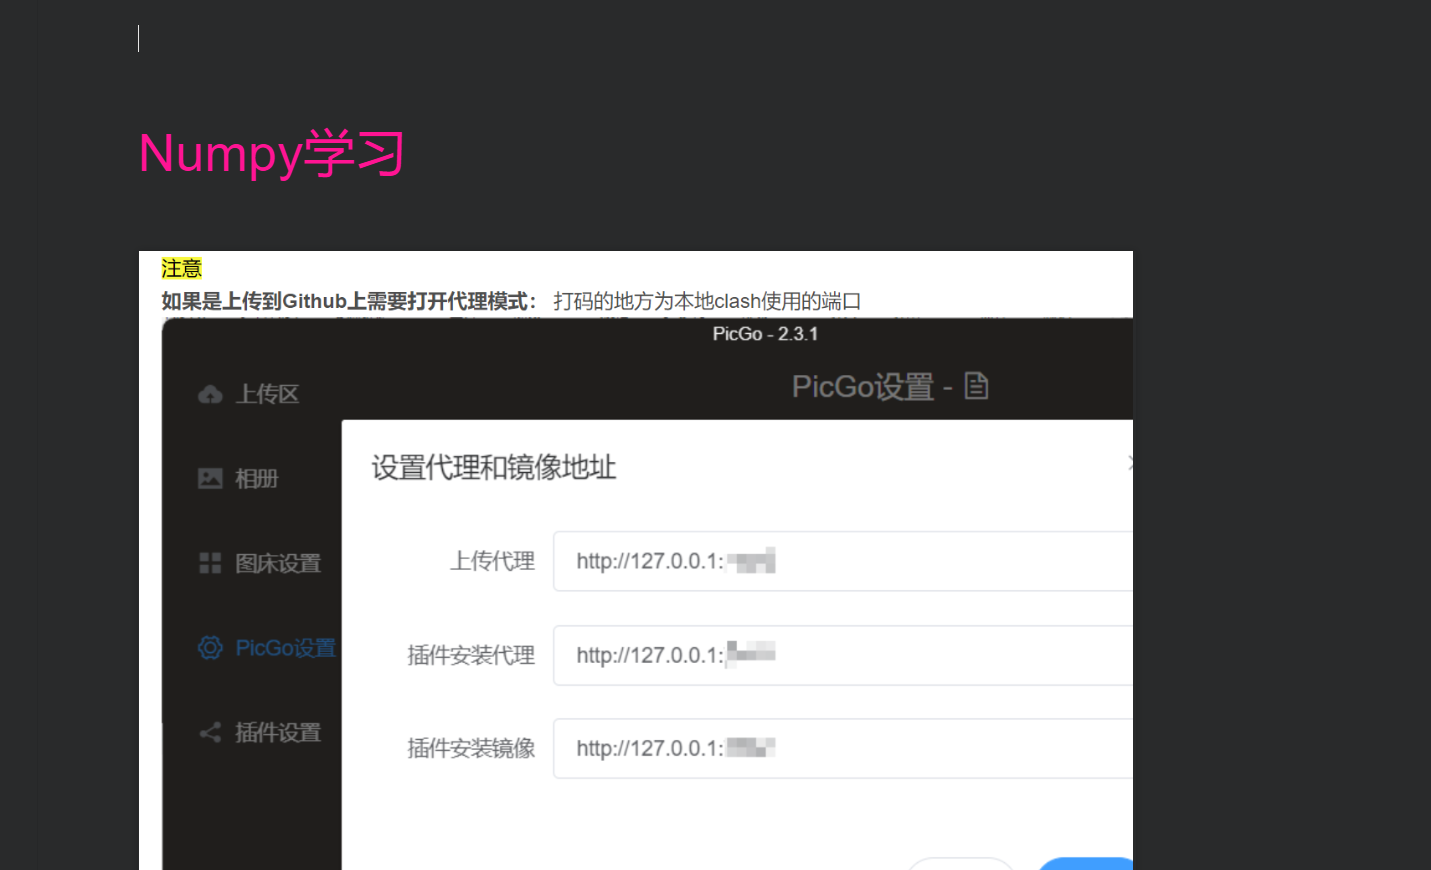 Numpy学习
注意
如果是上传到Github上需要打开代理模式： 打码的地方为本地clash使用的端口
PicGo - 2.3.1
PicGo设置 -
上传区
相册
图床设置
PicGo设置
插件设置
设置代理和镜像地址
上传代理 http://127.0.0.1:
插件安装代理 http://127.0.0.1:
插件安装镜像 http://127.0.0.1: